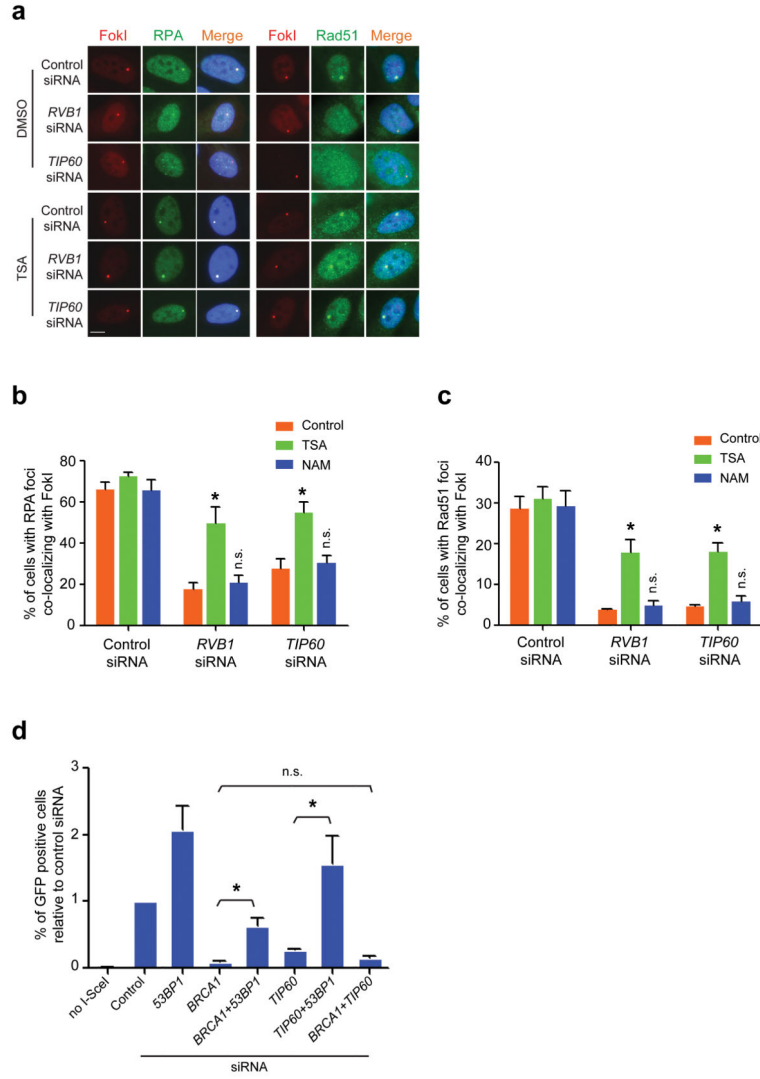 a
FokI RPA Merge FokI Rad51 Merge
DMSO
Control
siRNA
RVB1
siRNA
TIP60
siRNA
TSA
Control
siRNA
RVB1
siRNA
TIP60
siRNA
b
Control
TSA
NAM
% of cells with RPA foci
co-localizing with FokI
80
60
40
20
0
* n.s. * n.s.
Control
siRNA
RVB1
siRNA
TIP60
siRNA
c
Control
TSA
NAM
% of cells with Rad51 foci
co-localizing with FokI
40
30
20
10
0
* n.s. * n.s.
Control
siRNA
RVB1
siRNA
TIP60
siRNA
d
% of GFP positive cells
relative to control siRNA
3
2
1
0
n.s.
*
*
no I-SceI
Control
53BP1
BRCA1
BRCA1+53BP1
TIP60
TIP60+53BP1
BRCA1+TIP60
siRNA